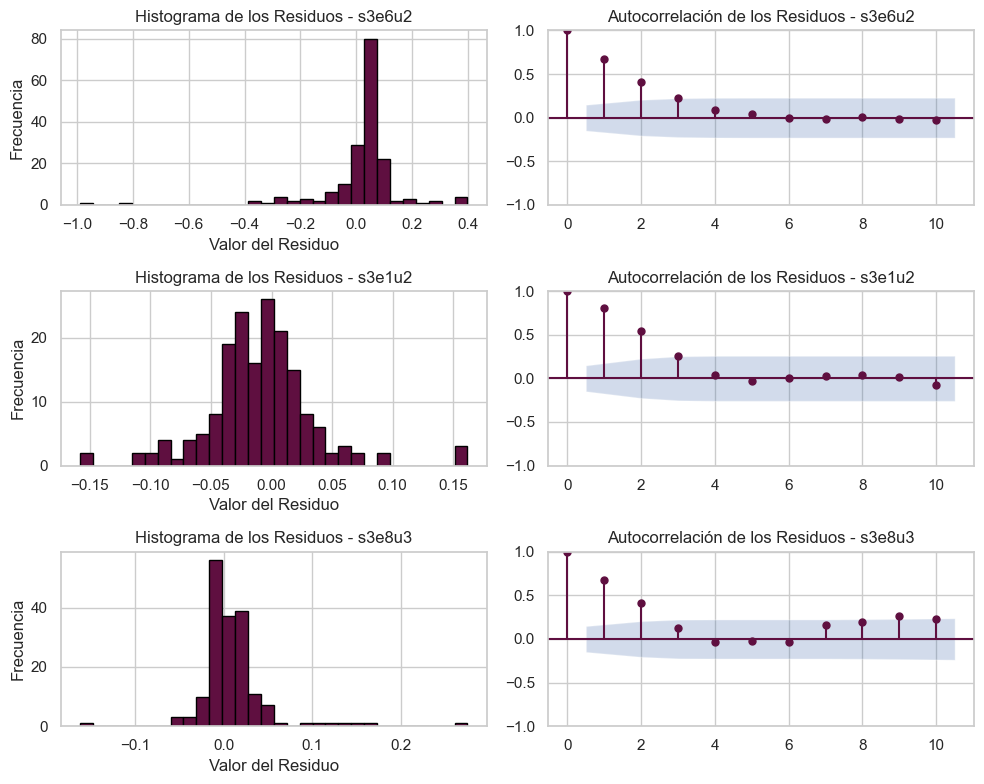 Histograma de los Residuos - s3e6u2
Frecuencia
80
60
40
20
0
−1.0 −0.8 −0.6 −0.4 −0.2 0.0 0.2 0.4
Valor del Residuo
Autocorrelación de los Residuos - s3e6u2
1.0
0.5
0.0
−0.5
−1.0
0 2 4 6 8 10
Histograma de los Residuos - s3e1u2
Frecuencia
20
10
0
−0.15 −0.10 −0.05 0.00 0.05 0.10 0.15
Valor del Residuo
Autocorrelación de los Residuos - s3e1u2
1.0
0.5
0.0
−0.5
−1.0
0 2 4 6 8 10
Histograma de los Residuos - s3e8u3
Frecuencia
40
20
0
−0.1 0.0 0.1 0.2
Valor del Residuo
Autocorrelación de los Residuos - s3e8u3
1.0
0.5
0.0
−0.5
−1.0
0 2 4 6 8 10